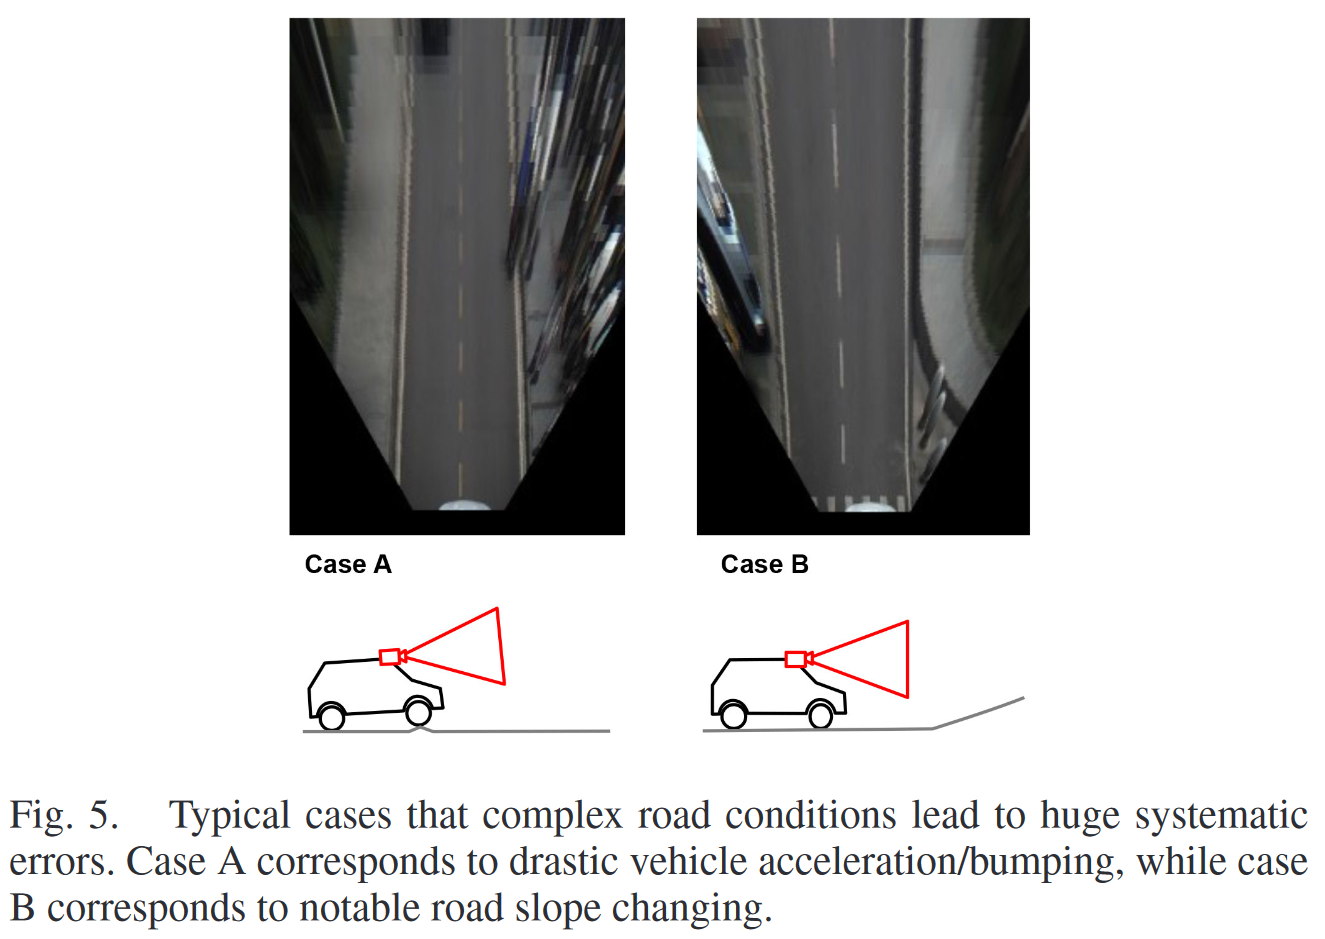 Case A
Case B
Fig. 5. Typical cases that complex road conditions lead to huge systematic
errors. Case A corresponds to drastic vehicle acceleration/bumping, while case
B corresponds to notable road slope changing.